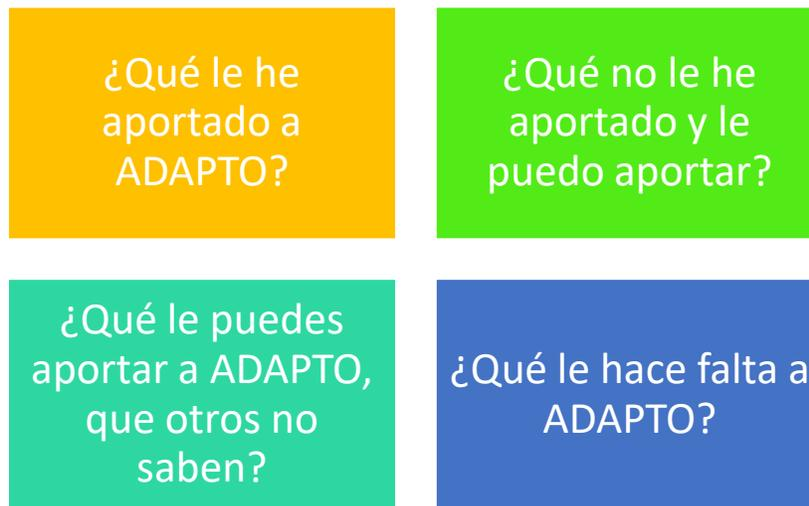 ¿Qué le he
aportado a
ADAPTO?
¿Qué no le he
aportado y le
puedo aportar?
¿Qué le puedes
aportar a ADAPTO,
que otros no
saben?
¿Qué le hace falta a
ADAPTO?